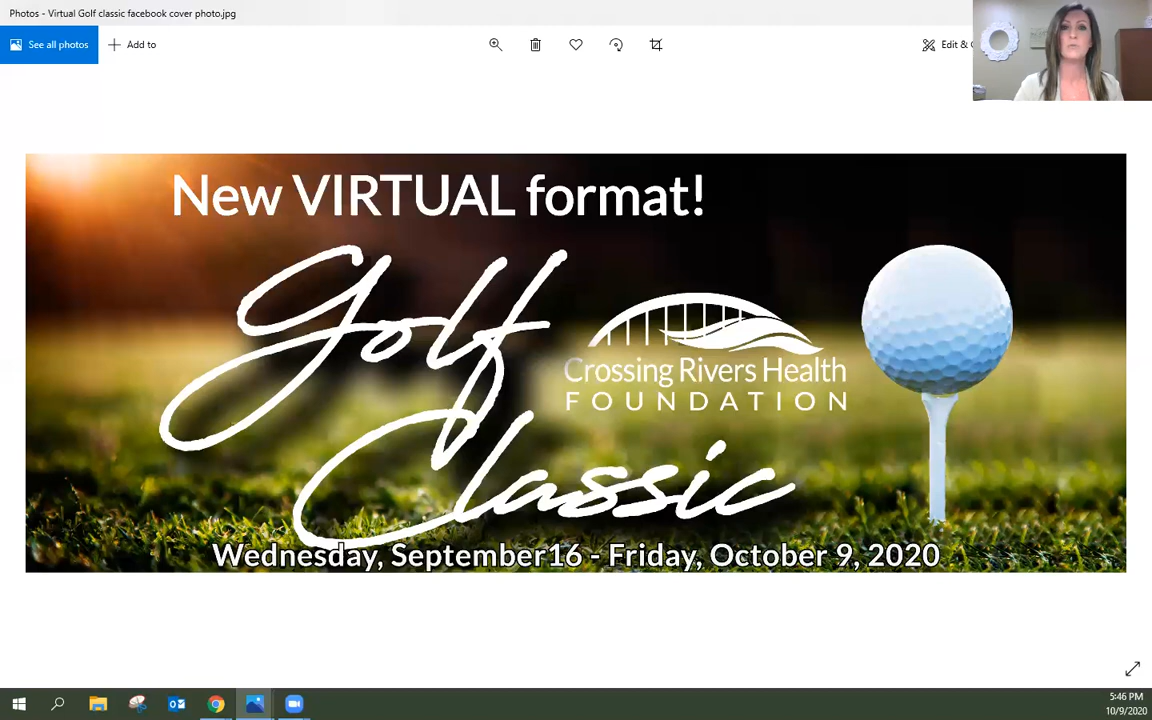 Photos - Virtual Golf classic facebook cover photo.jpg
See all photos
Add to
Edit &
New VIRTUAL format!
Golf
Classic
Crossing Rivers Health
FOUNDATION
Wednesday, September16 - Friday, October 9, 2020
5:46 PM
10/9/2020